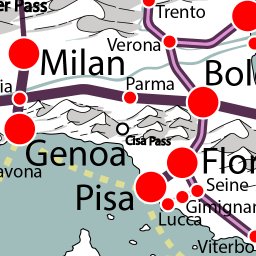 er Pass
Trento
Verona
Milan
ia
Parma
Bol
Cisa Pass
Genoa
Flor
avona
Pisa
Seine
Gimignan
Lucca
Viterbo